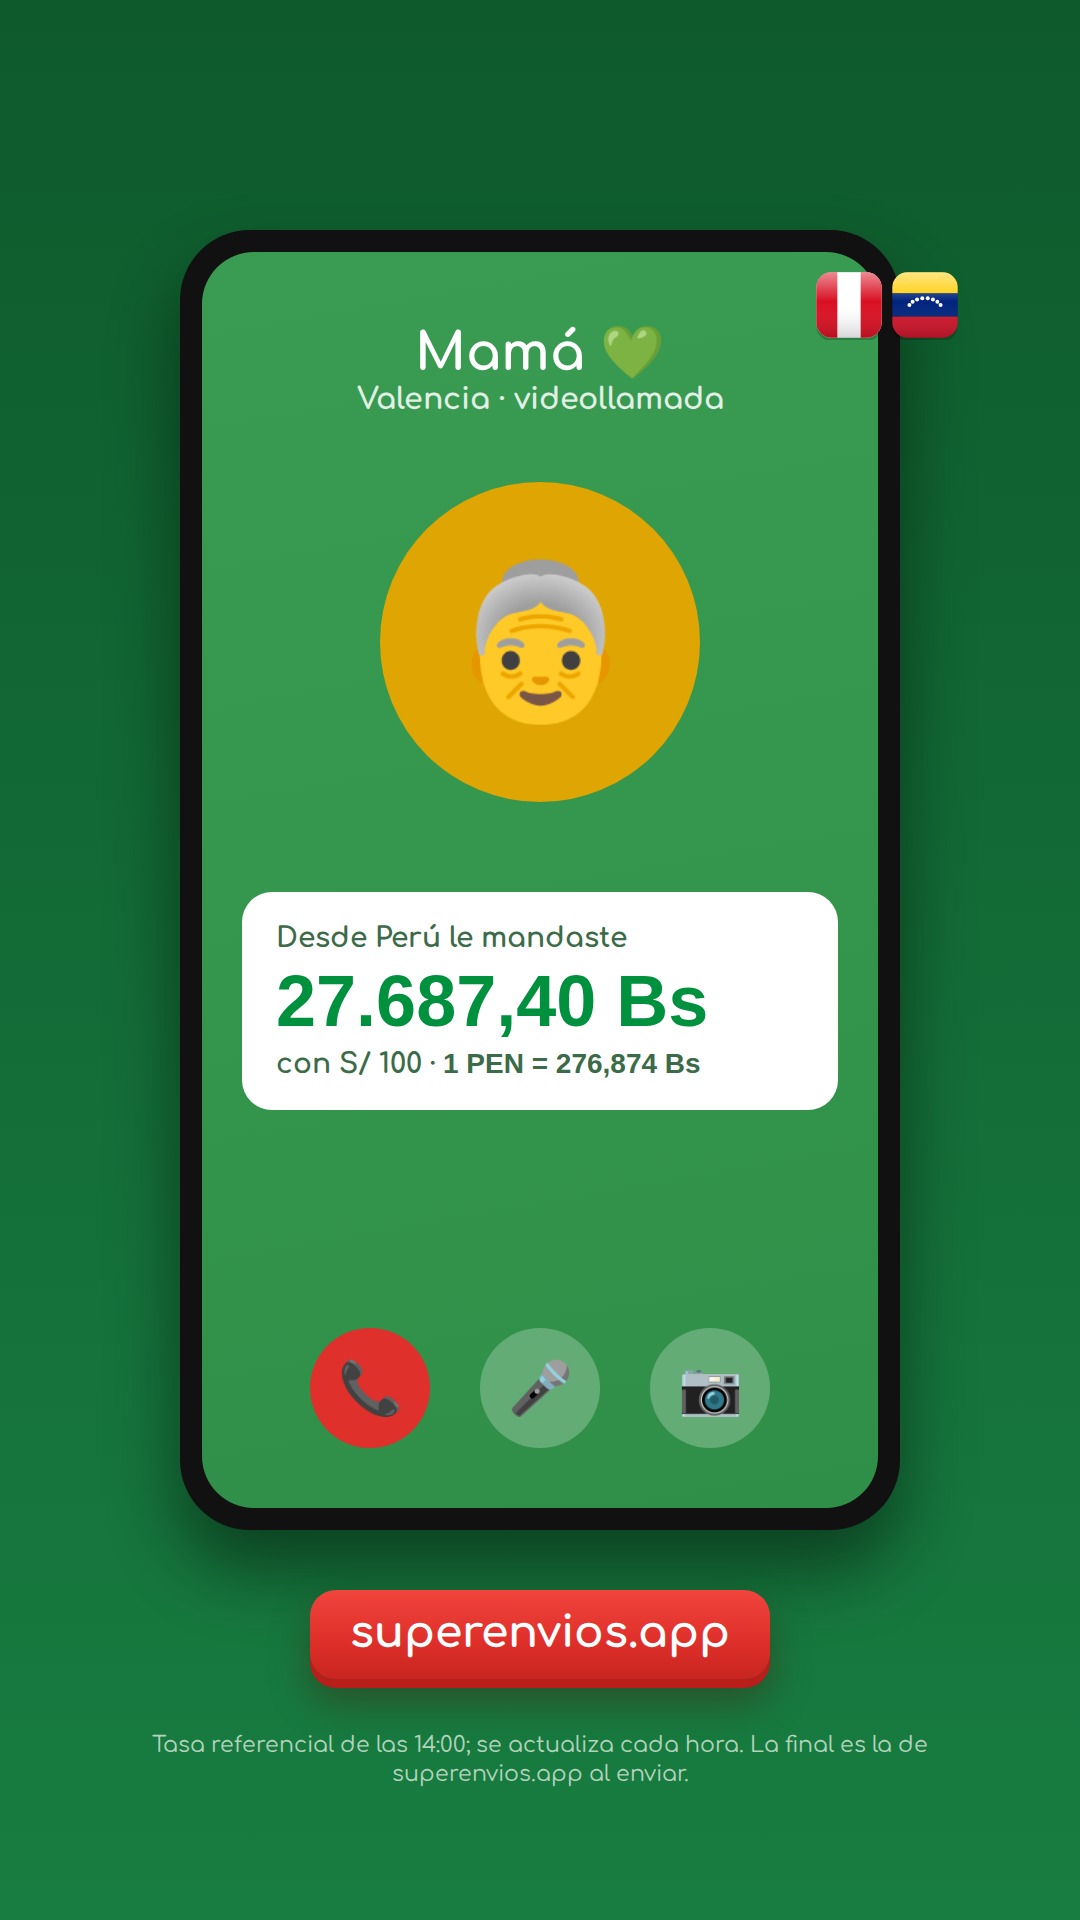 Mamá 💚
Valencia · videollamada
Desde Perú le mandaste
27.687,40 Bs
con S/ 100 · 1 PEN = 276,874 Bs
superenvios.app
Tasa referencial de las 14:00; se actualiza cada hora. La final es la de
superenvios.app al enviar.